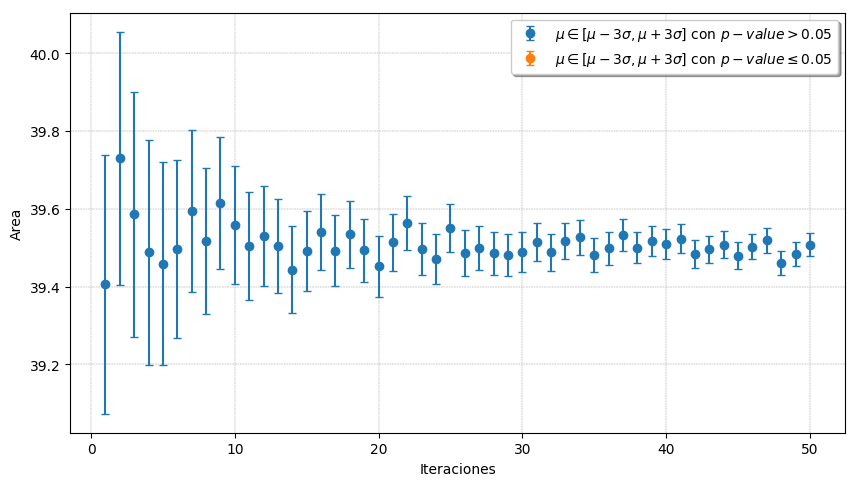 μ ∈ [μ − 3σ, μ + 3σ] con p − value > 0.05
μ ∈ [μ − 3σ, μ + 3σ] con p − value ≤ 0.05
Area
40.0
39.8
39.6
39.4
39.2
0 10 20 30 40 50
Iteraciones